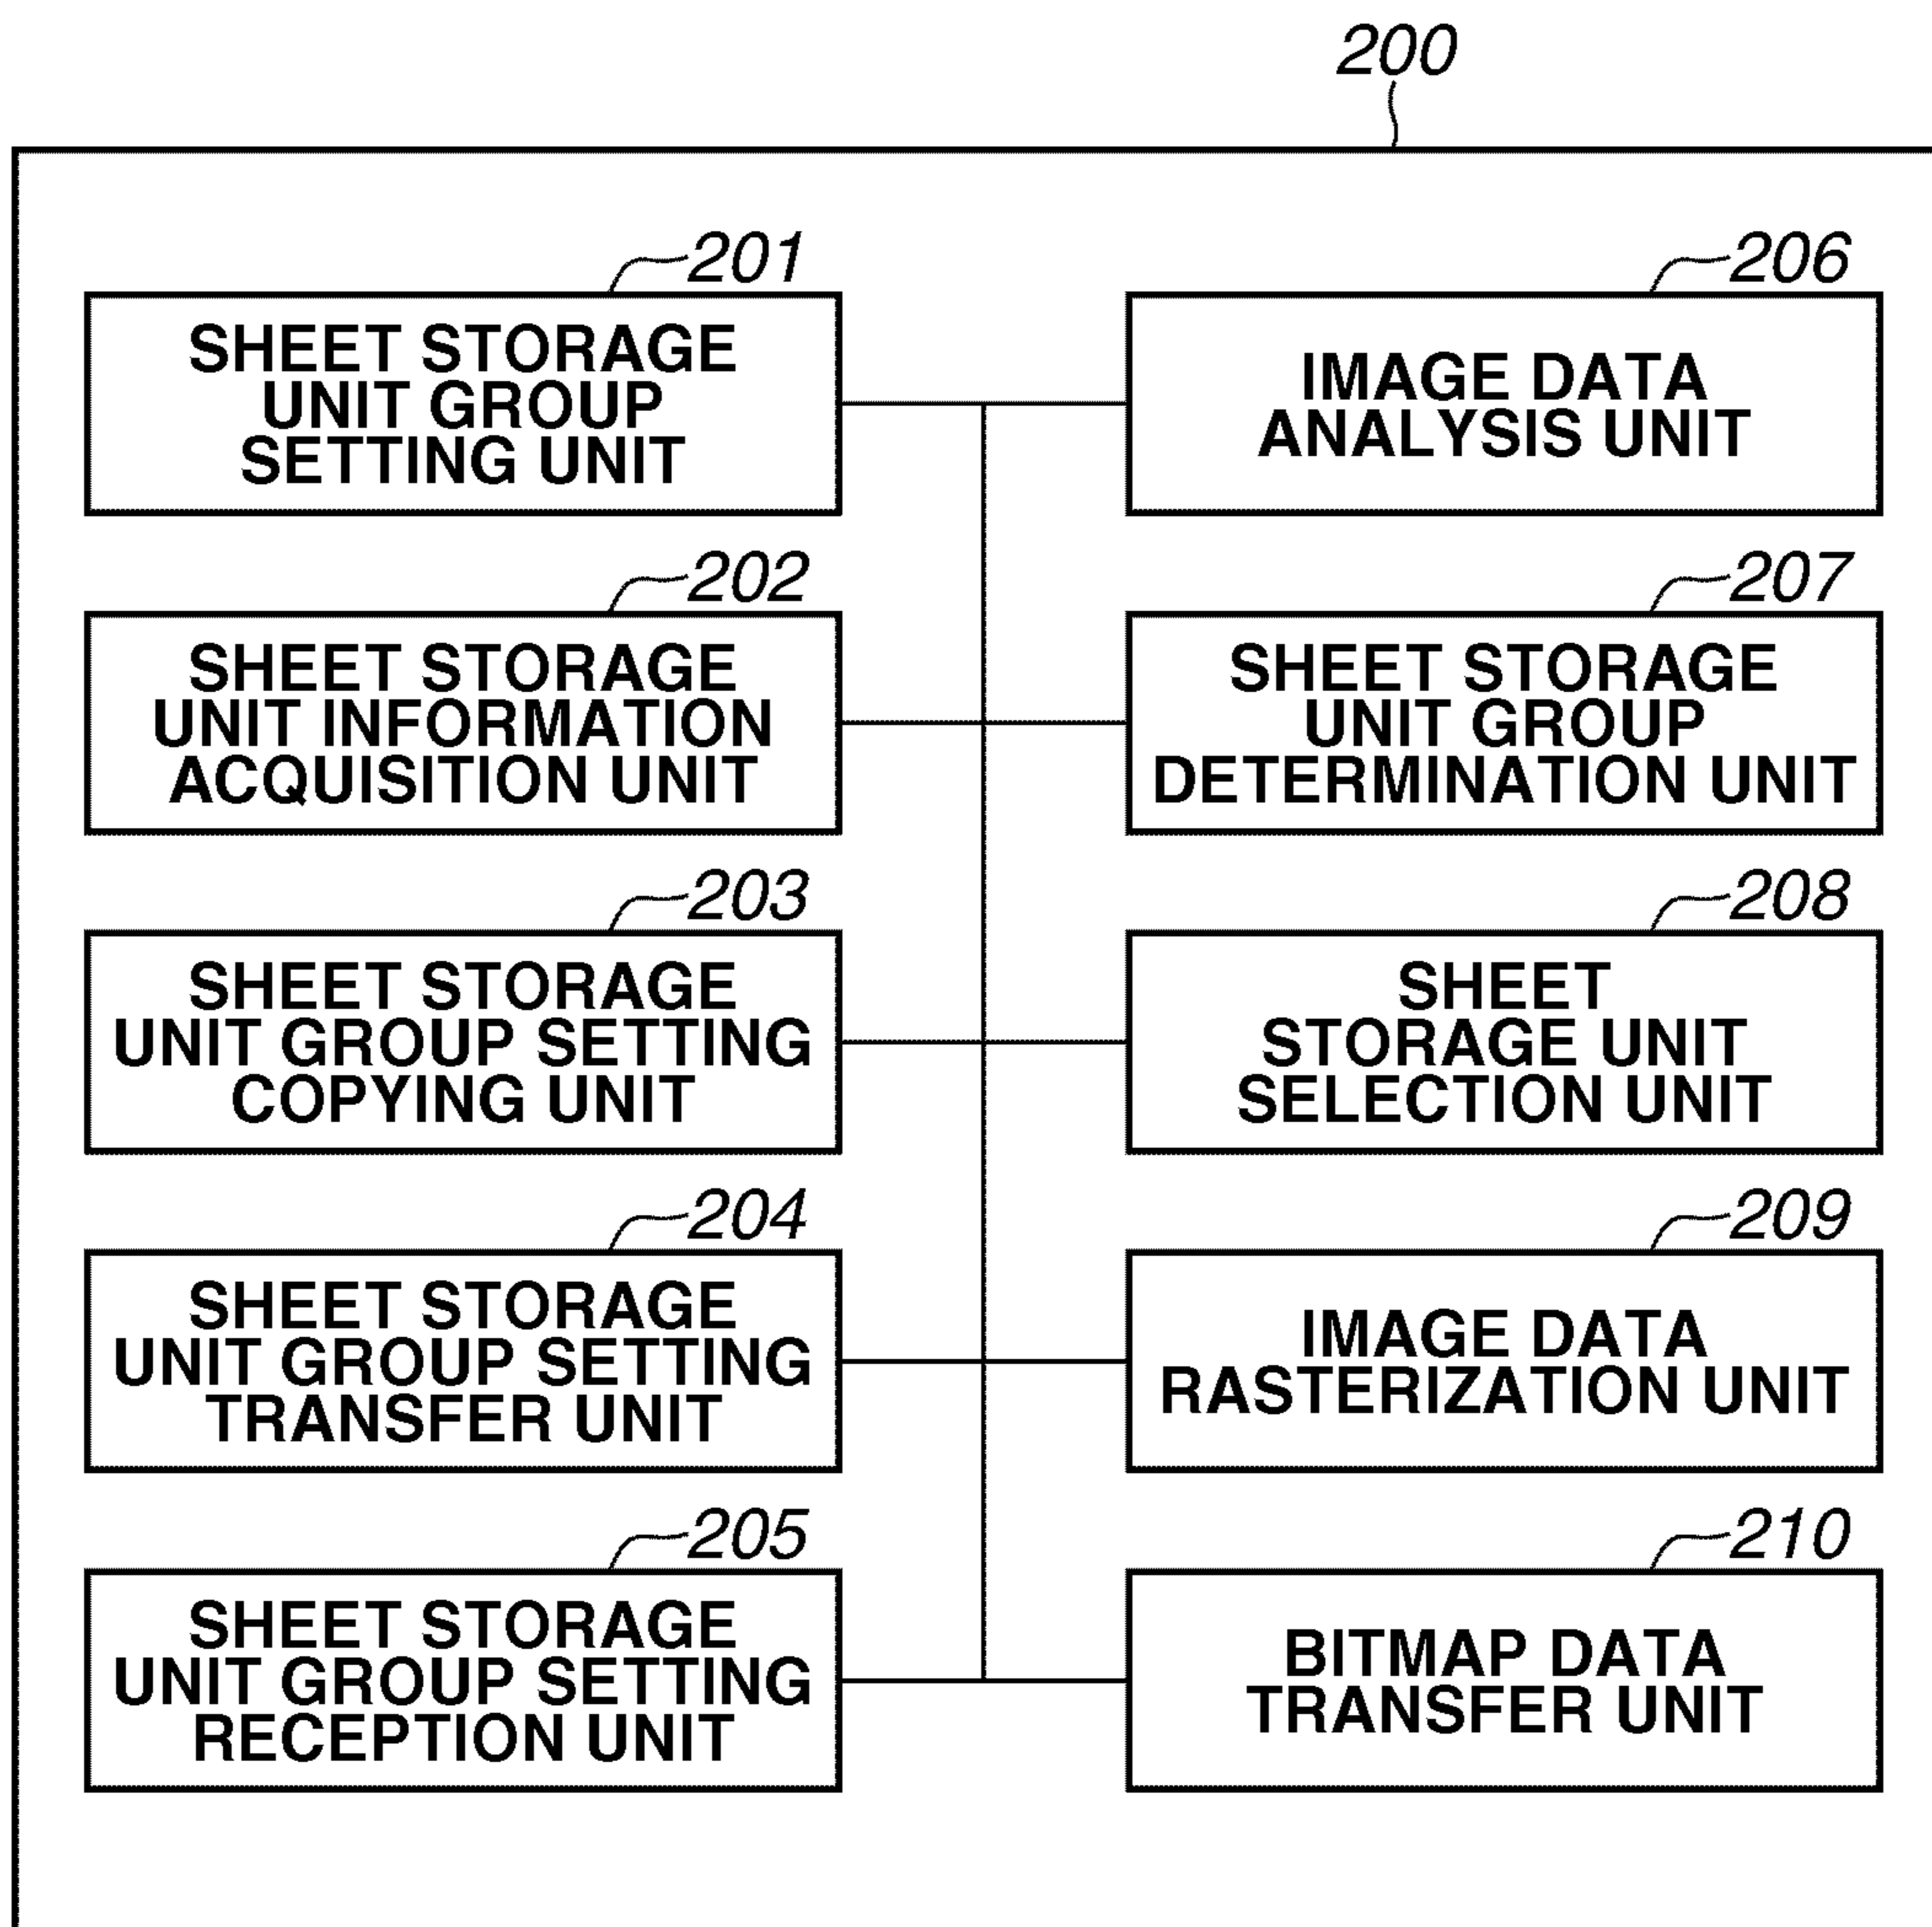 200
201
SHEET STORAGE
UNIT GROUP
SETTING UNIT
202
SHEET STORAGE
UNIT INFORMATION
ACQUISITION UNIT
203
SHEET STORAGE
UNIT GROUP SETTING
COPYING UNIT
204
SHEET STORAGE
UNIT GROUP SETTING
TRANSFER UNIT
205
SHEET STORAGE
UNIT GROUP SETTING
RECEPTION UNIT
206
IMAGE DATA
ANALYSIS UNIT
207
SHEET STORAGE
UNIT GROUP
DETERMINATION UNIT
208
SHEET
STORAGE UNIT
SELECTION UNIT
209
IMAGE DATA
RASTERIZATION UNIT
210
BITMAP DATA
TRANSFER UNIT